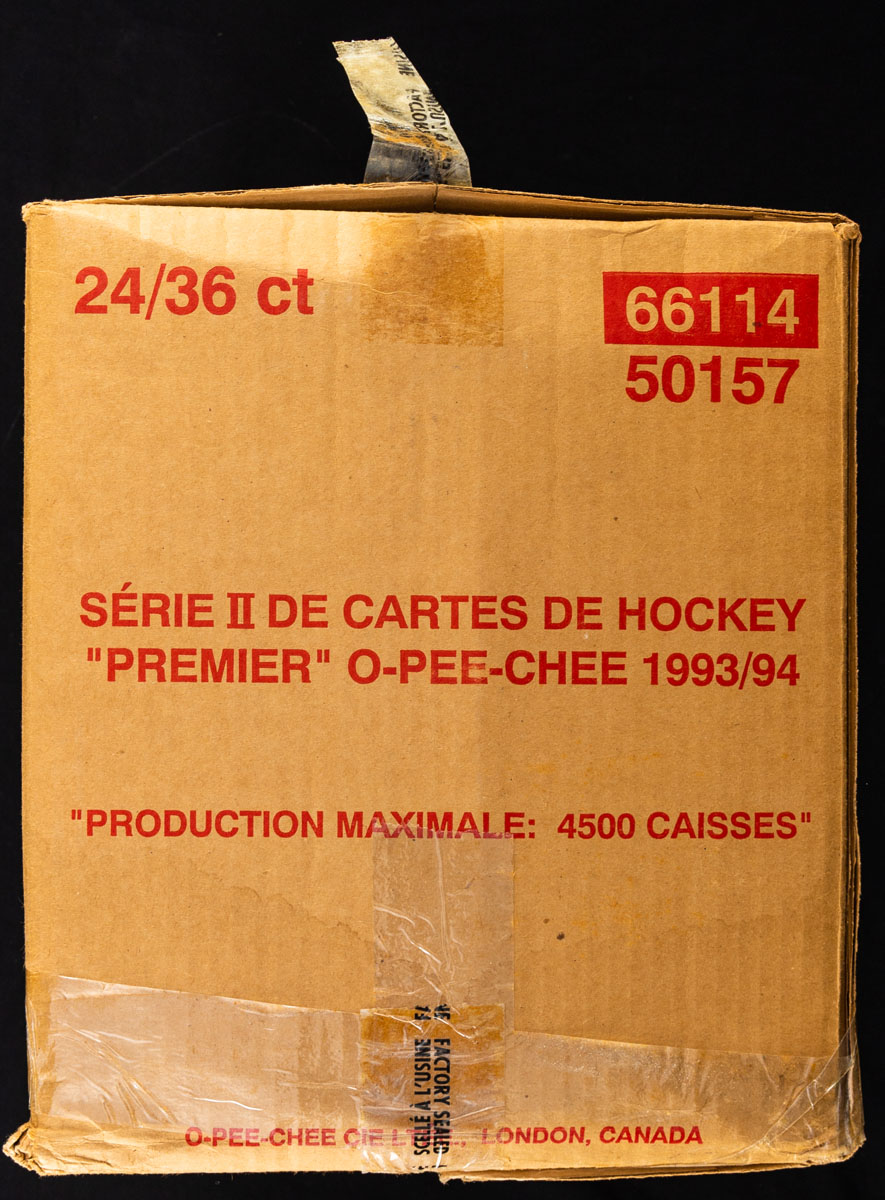 24/36 ct
66114
50157
SÉRIE II DE CARTES DE HOCKEY
"PREMIER" O-PEE-CHEE 1993/94
"PRODUCTION MAXIMALE: 4500 CAISSES"
FACTORY SEALED
SCELLÉ À L'USINE
O-PEE-CHEE CIE LONDON, CANADA